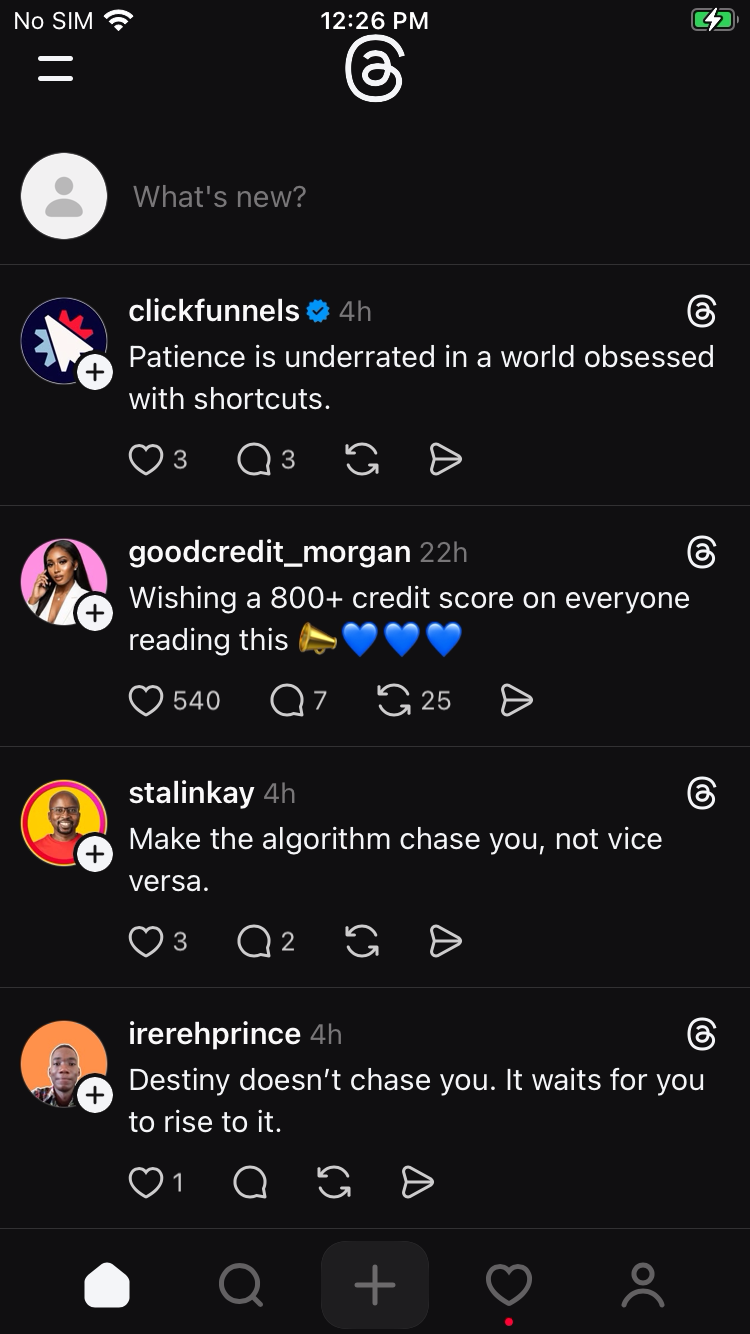 No SIM 12:26 PM
What's new?
clickfunnels 4h
Patience is underrated in a world obsessed
with shortcuts.
3 3
goodcredit_morgan 22h
Wishing a 800+ credit score on everyone
reading this 📣💙💙💙
540 7 25
stalinkay 4h
Make the algorithm chase you, not vice
versa.
3 2
irerehprince 4h
Destiny doesn’t chase you. It waits for you
to rise to it.
1